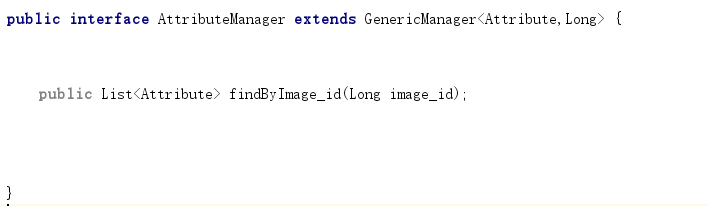 public interface AttributeManager extends GenericManager<Attribute,Long> {
public List<Attribute> findByImage_id(Long image_id);
}